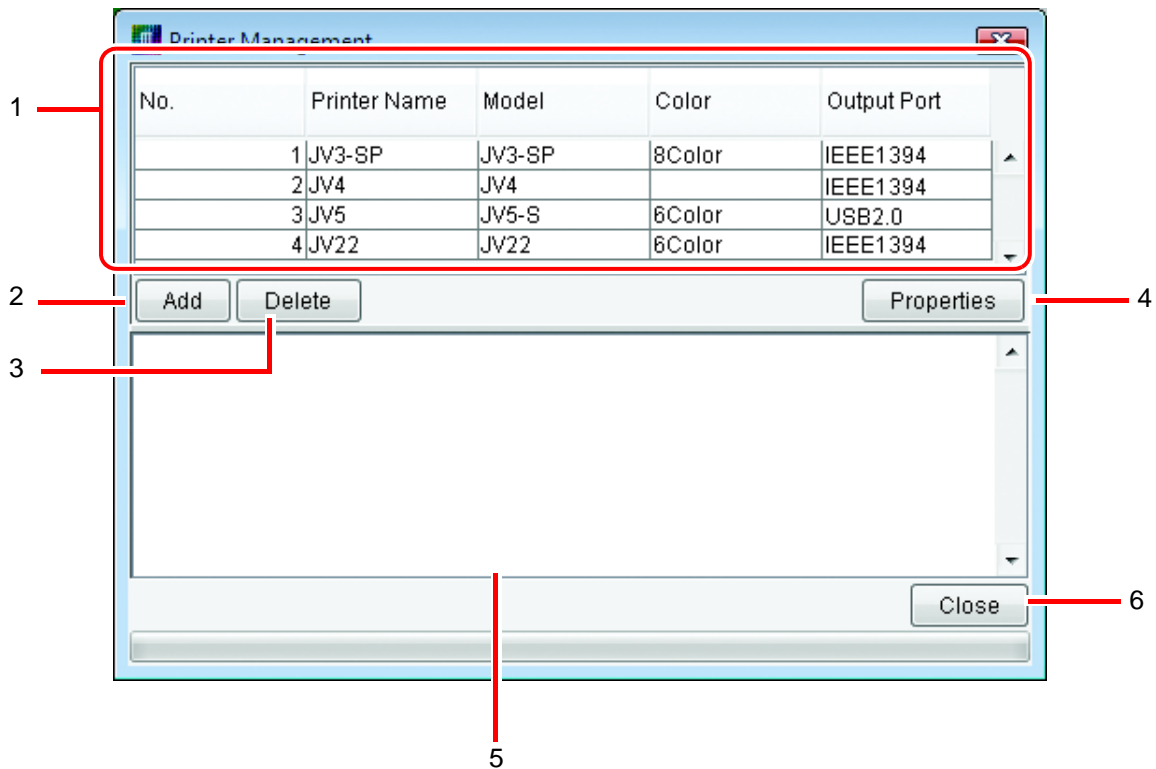 Printer Management
No. Printer Name Model Color Output Port
1 JV3-SP JV3-SP 8Color IEEE1394
2 JV4 JV4 IEEE1394
3 JV5 JV5-S 6Color USB2.0
4 JV22 JV22 6Color IEEE1394
1
2
Add Delete Properties
4
3
Close
6
5